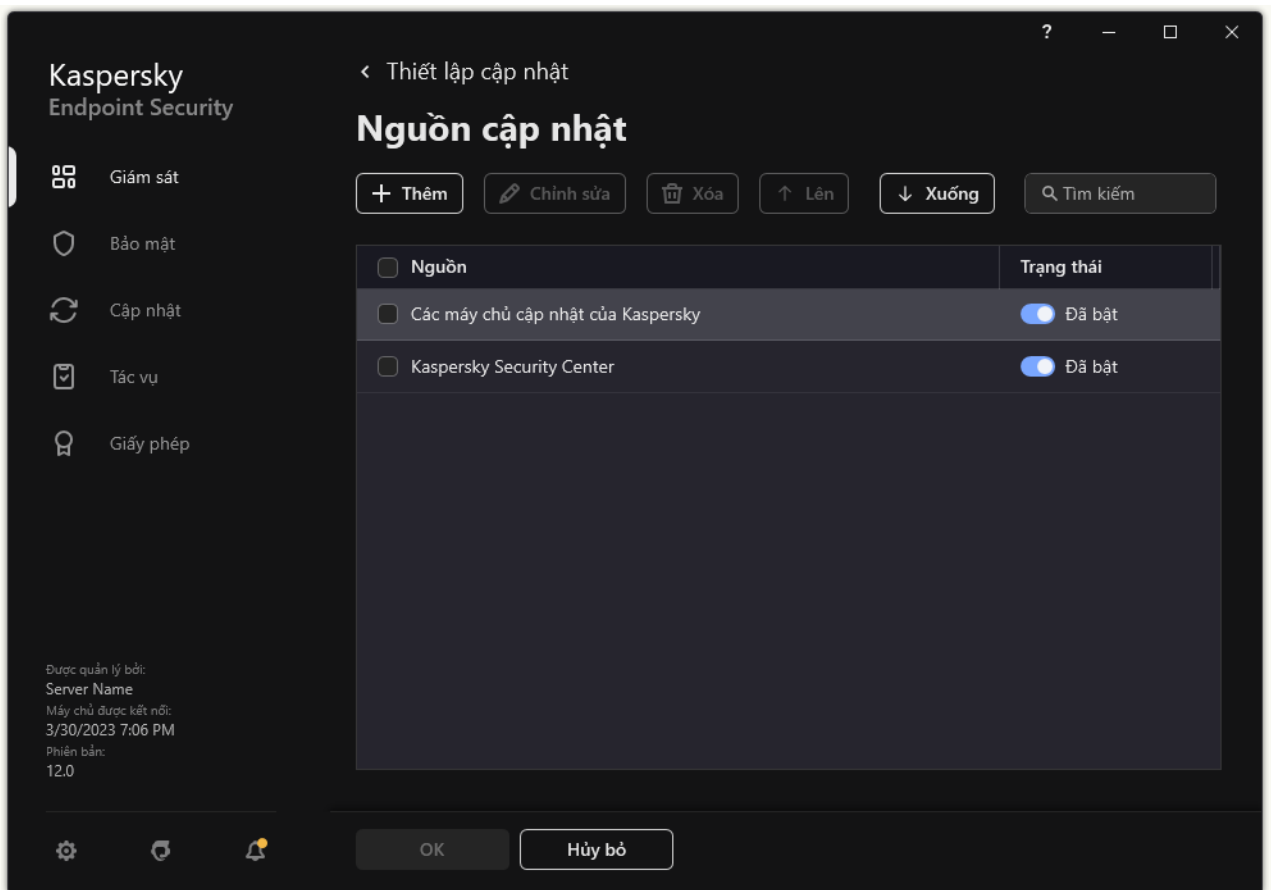 ?
Kaspersky
Endpoint Security
Giám sát
Bảo mật
Cập nhật
Tác vụ
Giấy phép
Được quản lý bởi:
Server Name
Máy chủ được kết nối:
3/30/2023 7:06 PM
Phiên bản:
12.0
Thiết lập cập nhật
Nguồn cập nhật
Thêm Chỉnh sửa Xóa Lên Xuống Tìm kiếm
Nguồn Trạng thái
Các máy chủ cập nhật của Kaspersky Đã bật
Kaspersky Security Center Đã bật
OK Hủy bỏ